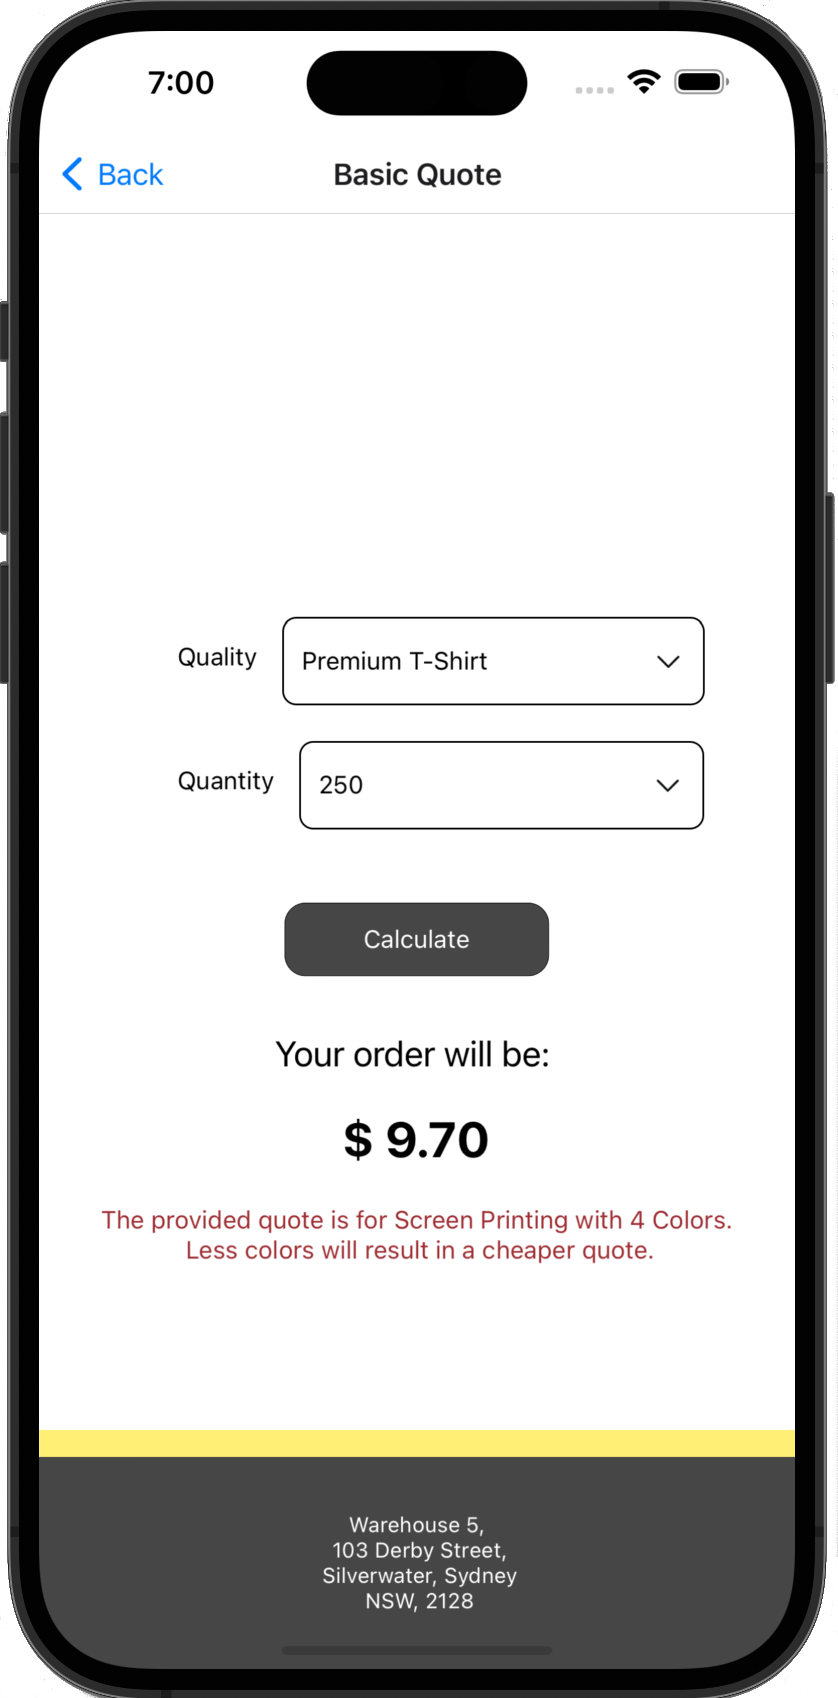 7:00
Back
Basic Quote
Quality
Premium T-Shirt
Quantity
250
Calculate
Your order will be:
$ 9.70
The provided quote is for Screen Printing with 4 Colors.
Less colors will result in a cheaper quote.
Warehouse 5,
103 Derby Street,
Silverwater, Sydney
NSW, 2128